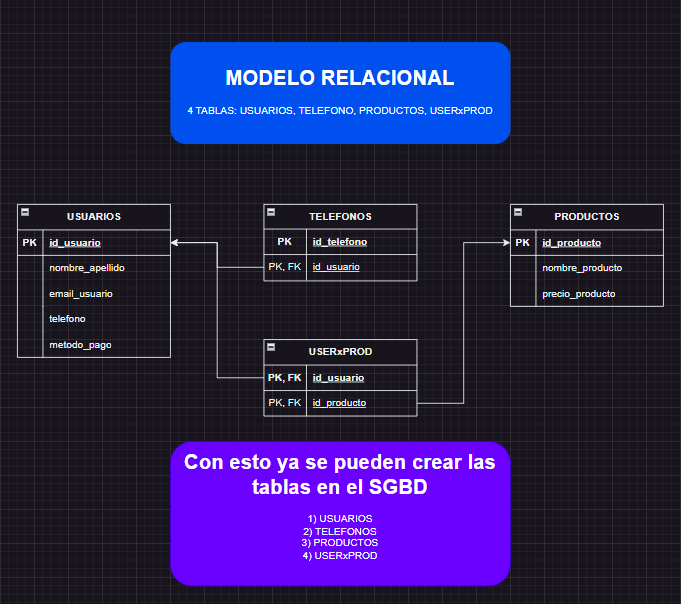 MODELO RELACIONAL
4 TABLAS: USUARIOS, TELEFONO, PRODUCTOS, USERxPROD
USUARIOS
PK id_usuario
nombre_apellido
email_usuario
telefono
metodo_pago
TELEFONOS
PK id_telefono
PK, FK id_usuario
PRODUCTOS
PK id_producto
nombre_producto
precio_producto
USERxPROD
PK, FK id_usuario
PK, FK id_producto
Con esto ya se pueden crear las
tablas en el SGBD
1) USUARIOS
2) TELEFONOS
3) PRODUCTOS
4) USERxPROD